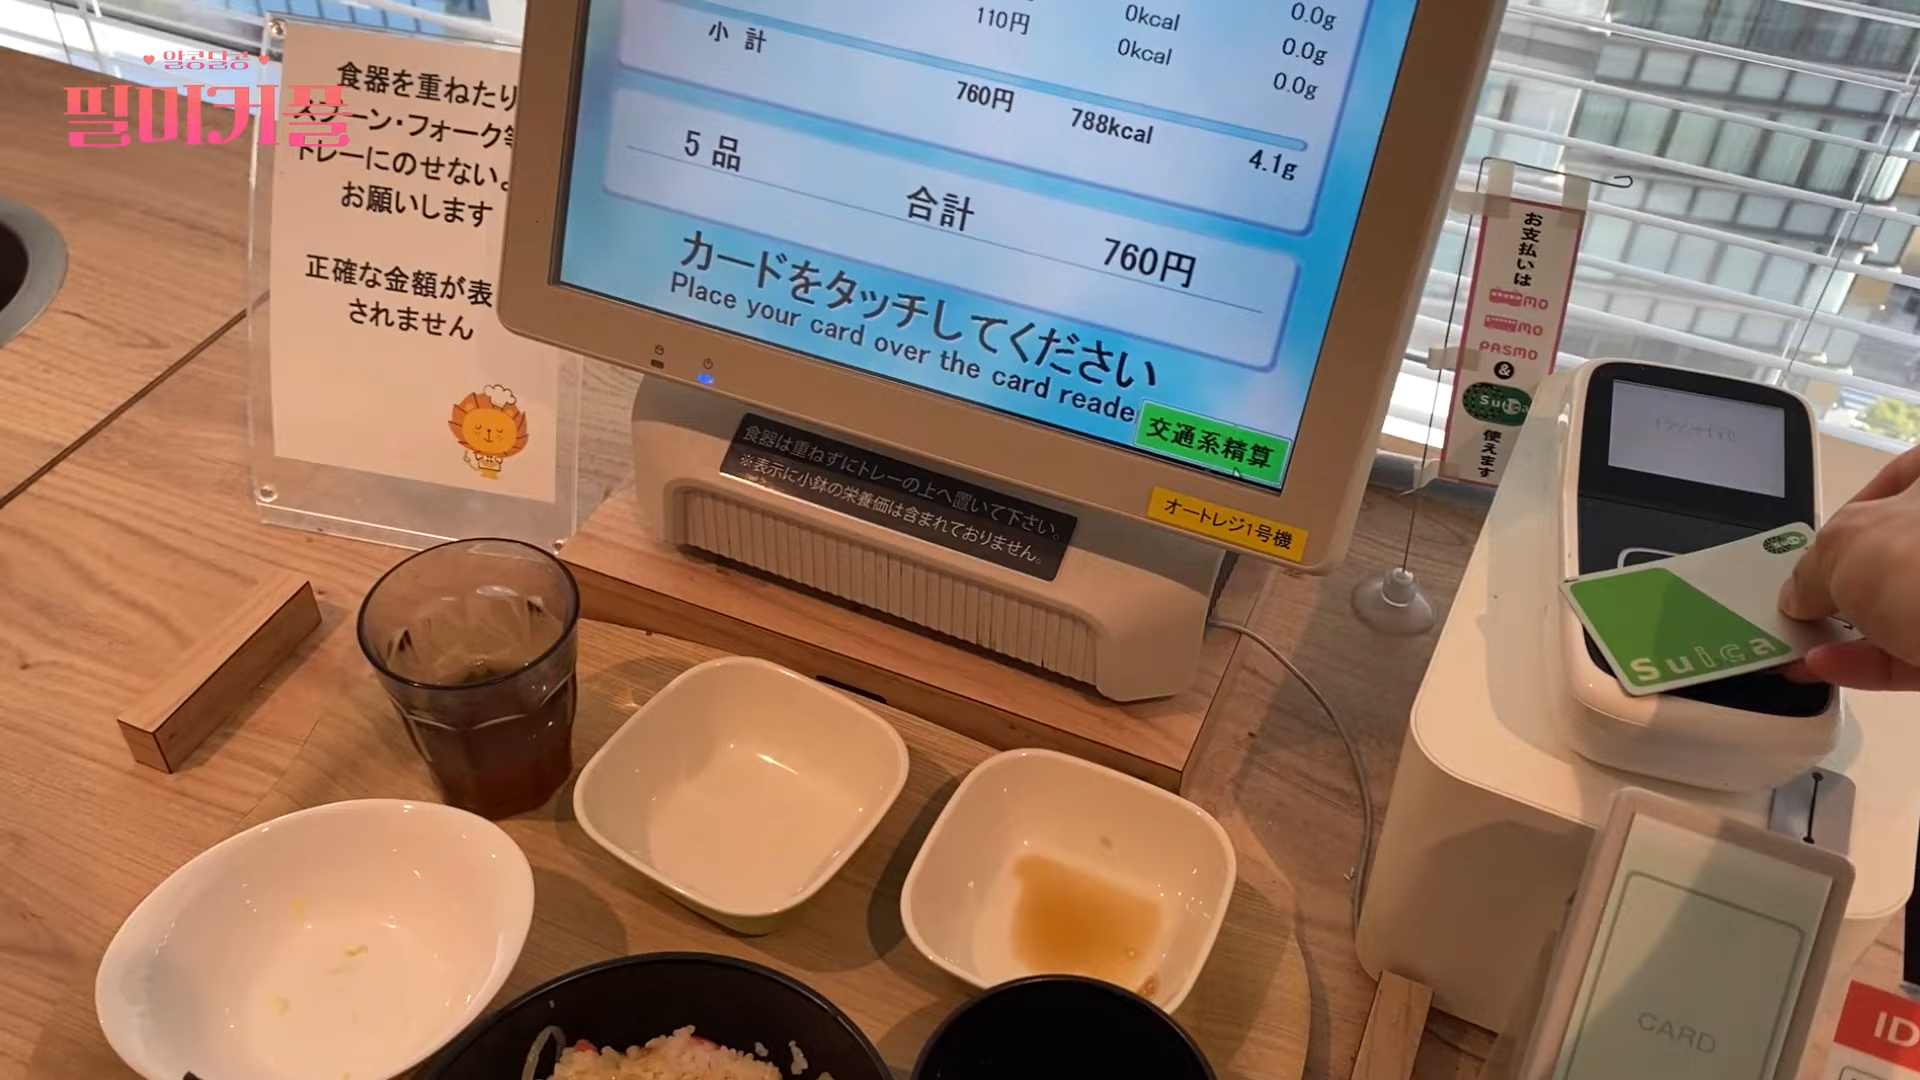 알콩달콩
필미커플
食器を重ねたり
スプーン・フォーク等
トレーにのせない。
お願いします
正確な金額が表
されません
110円
0kcal
0.0g
0kcal
0.0g
小 計
0.0g
760円
788kcal
4.1g
5 品
合計
760円
カードをタッチしてください
Place your card over the card reade
交通系精算
オートレジ1号機
食器は重ねずにトレーの上へ置いて下さい。
※表示に小鉢の栄養価は含まれておりません。
お支払いは
mo
mo
PASMO
&
Suica
使えます
Suica
CARD
ID